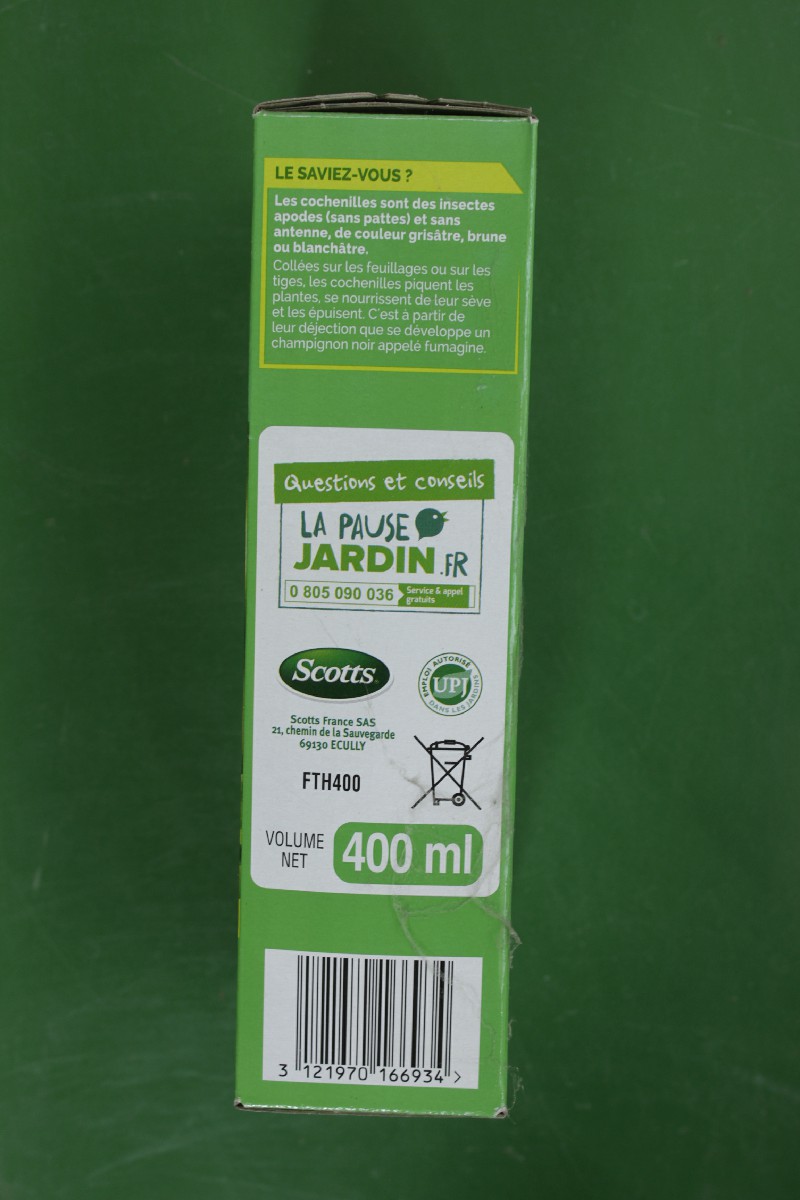 LE SAVIEZ-VOUS ?
Les cochenilles sont des insectes
apodes (sans pattes) et sans
antenne, de couleur grisâtre, brune
ou blanchâtre.
Collées sur les feuillages ou sur les
tiges, les cochenilles piquent les
plantes, se nourrissent de leur sève
et les épuisent. C'est à partir de
leur déjection que se développe un
champignon noir appelé fumagine.
Questions et conseils
LA PAUSE
JARDIN.FR
0 805 090 036 Service & appel
gratuits
Scotts
EMPLOI AUTORISÉ
UPJ
DANS LES JARDINS
Scotts France SAS
21, chemin de la Sauvegarde
69130 ECULLY
FTH400
VOLUME
NET
400 ml
3 121970 166934 >